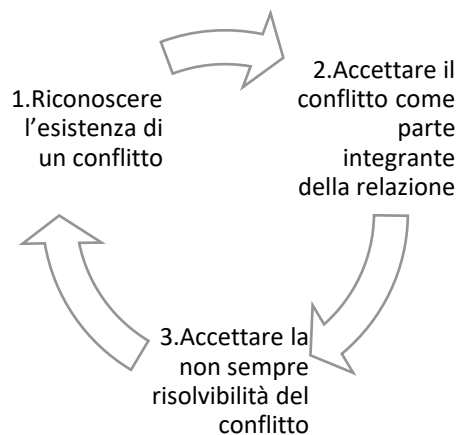 1.Riconoscere
l’esistenza di
un conflitto
2.Accettare il
conflitto come
parte
integrante
della relazione
3.Accettare la
non sempre
risolvibilità del
conflitto